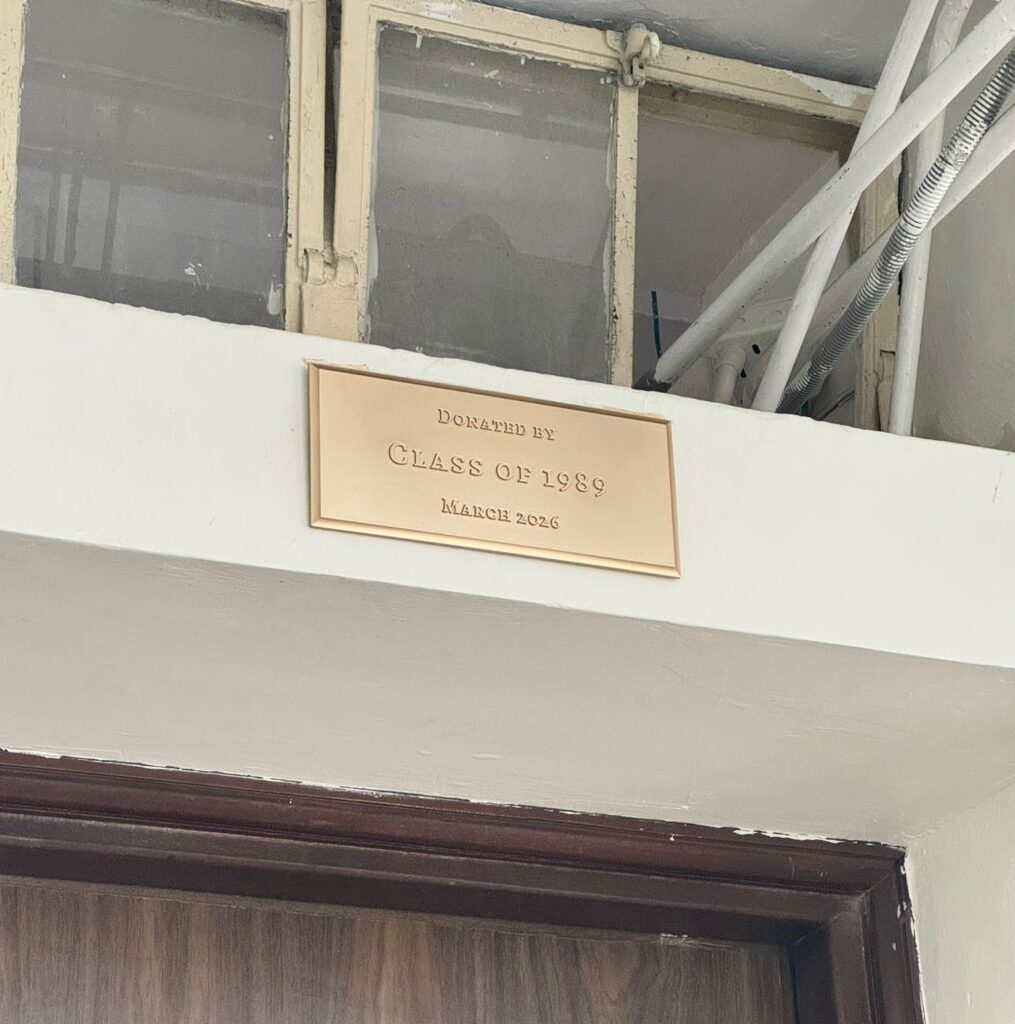 Donated by
Class of 1989
March 2026